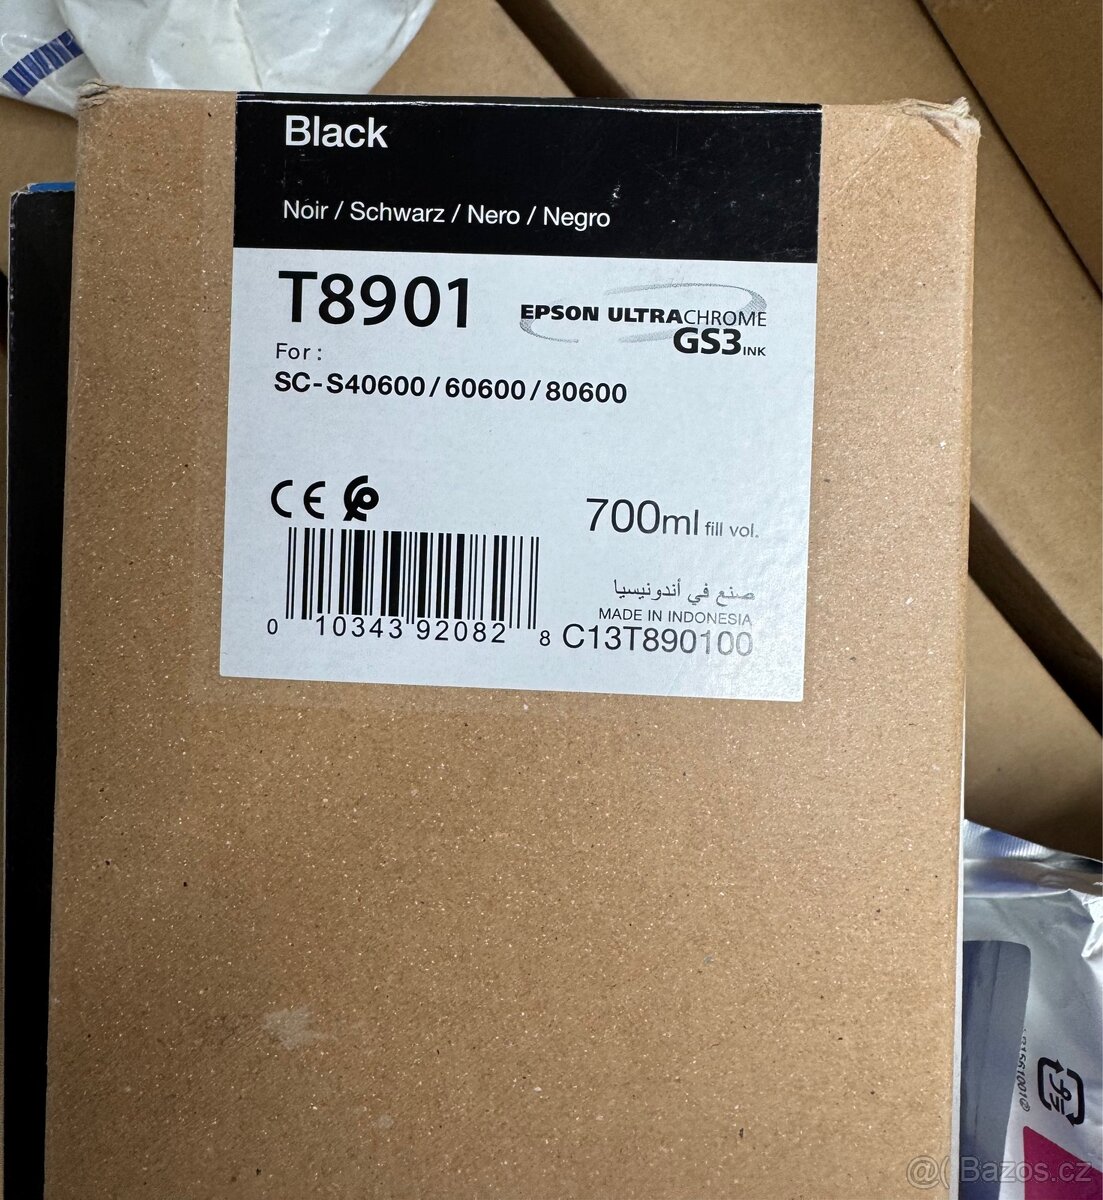 Black
Noir / Schwarz / Nero / Negro
T8901
EPSON ULTRACHROME
GS3 INK
For :
SC-S40600/60600/80600
CE
700ml fill vol.
صنع في أندونيسيا
MADE IN INDONESIA
0 10343 92082 8
C13T890100
@( Bazos.cz